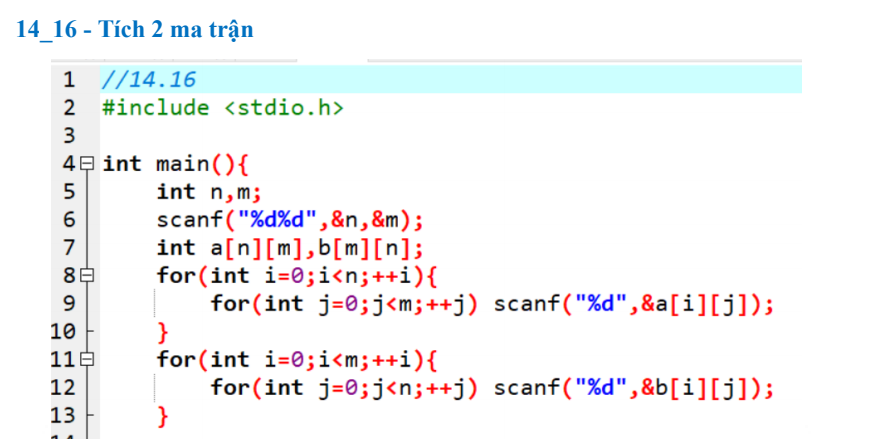 14_16 - Tích 2 ma trận
1 //14.16
2 #include <stdio.h>
3
4 int main(){
5 int n,m;
6 scanf("%d%d",&n,&m);
7 int a[n][m],b[m][n];
8 for(int i=0;i<n;++i){
9 for(int j=0;j<m;++j) scanf("%d",&a[i][j]);
10 }
11 for(int i=0;i<m;++i){
12 for(int j=0;j<n;++j) scanf("%d",&b[i][j]);
13 }